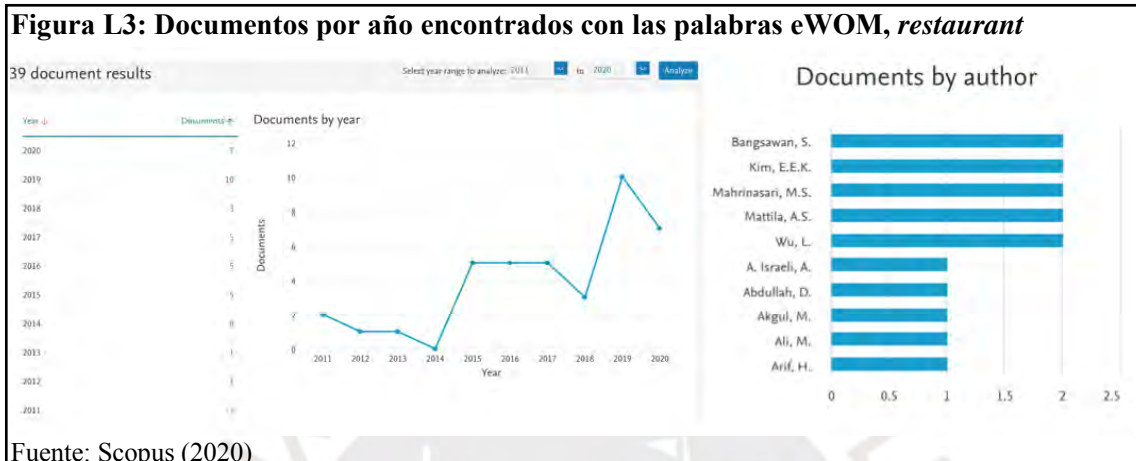 Figura L3: Documentos por año encontrados con las palabras eWOM, restaurant
39 document results
Select year range to analyze: 2011 to 2020 Analyze
Year Documents
2020 7
2019 10
2018 3
2017 5
2016 5
2015 5
2014 0
2013 1
2012 1
2011
Documents by year
Documents
12
10
8
6
4
2
0
2011 2012 2013 2014 2015 2016 2017 2018 2019 2020
Year
Documents by author
Bangsawan, S.
Kim, E.E.K.
Mahrinasari, M.S.
Mattila, A.S.
Wu, L.
A. Israeli, A.
Abdullah, D.
Akgul, M.
Ali, M.
Arif, H.
0 0.5 1 1.5 2 2.5
Fuente: Scopus (2020)